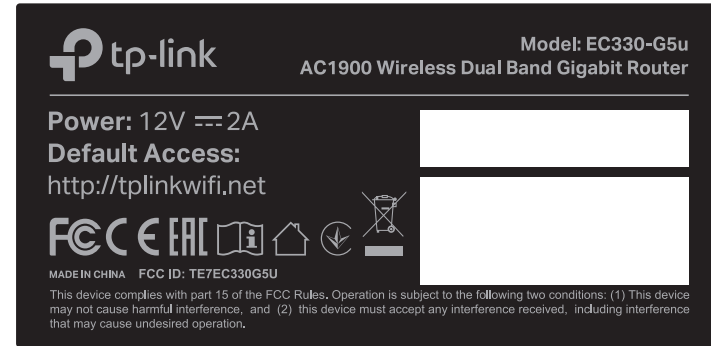 tp-link
Model: EC330-G5u
AC1900 Wireless Dual Band Gigabit Router
Power: 12V ⎓ 2A
Default Access:
http://tplinkwifi.net
FC CE EAC i
MADE IN CHINA FCC ID: TE7EC330G5U
This device complies with part 15 of the FCC Rules. Operation is subject to the following two conditions: (1) This device
may not cause harmful interference, and (2) this device must accept any interference received, including interference
that may cause undesired operation.